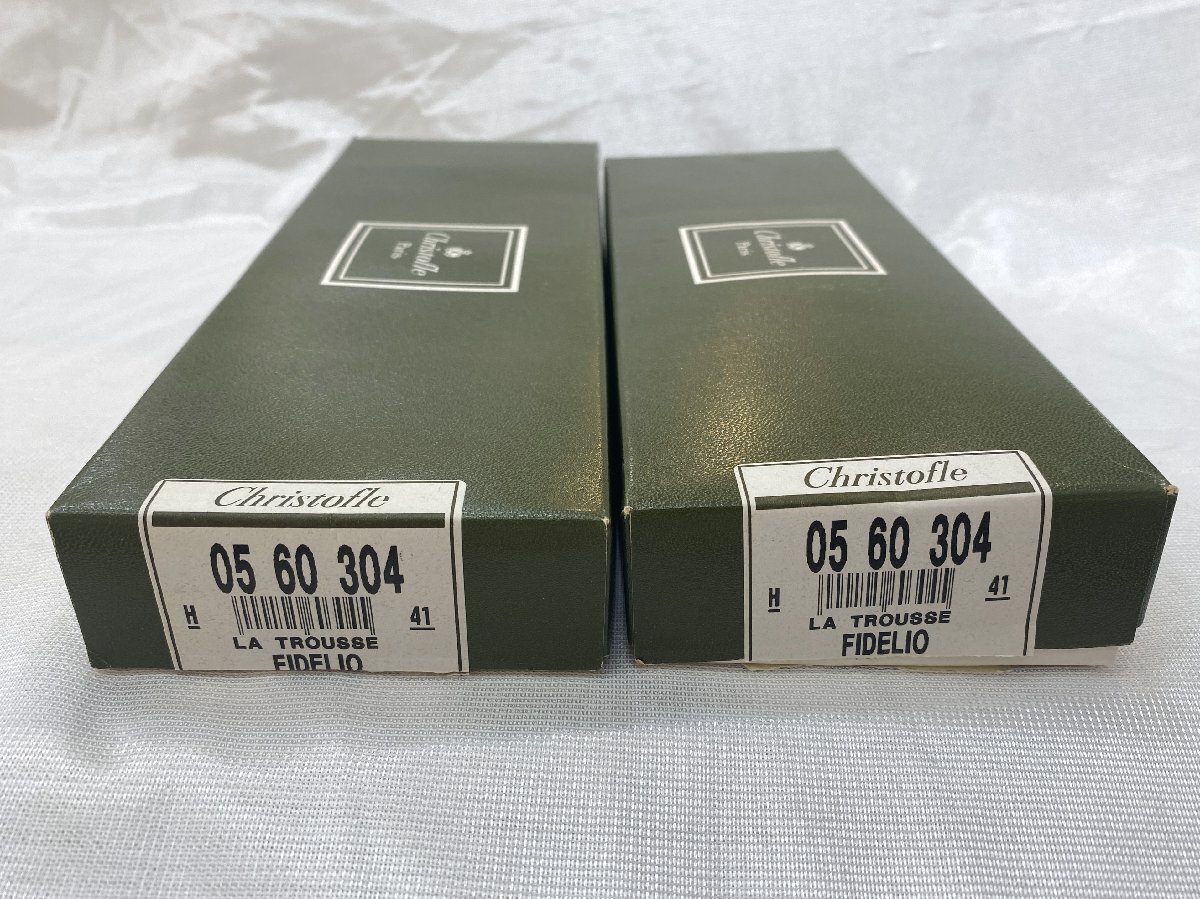 Christofle
Paris
Christofle
05 60 304
H 41
LA TROUSSE
FIDELIO
Christofle
Paris
Christofle
05 60 304
H 41
LA TROUSSE
FIDELIO